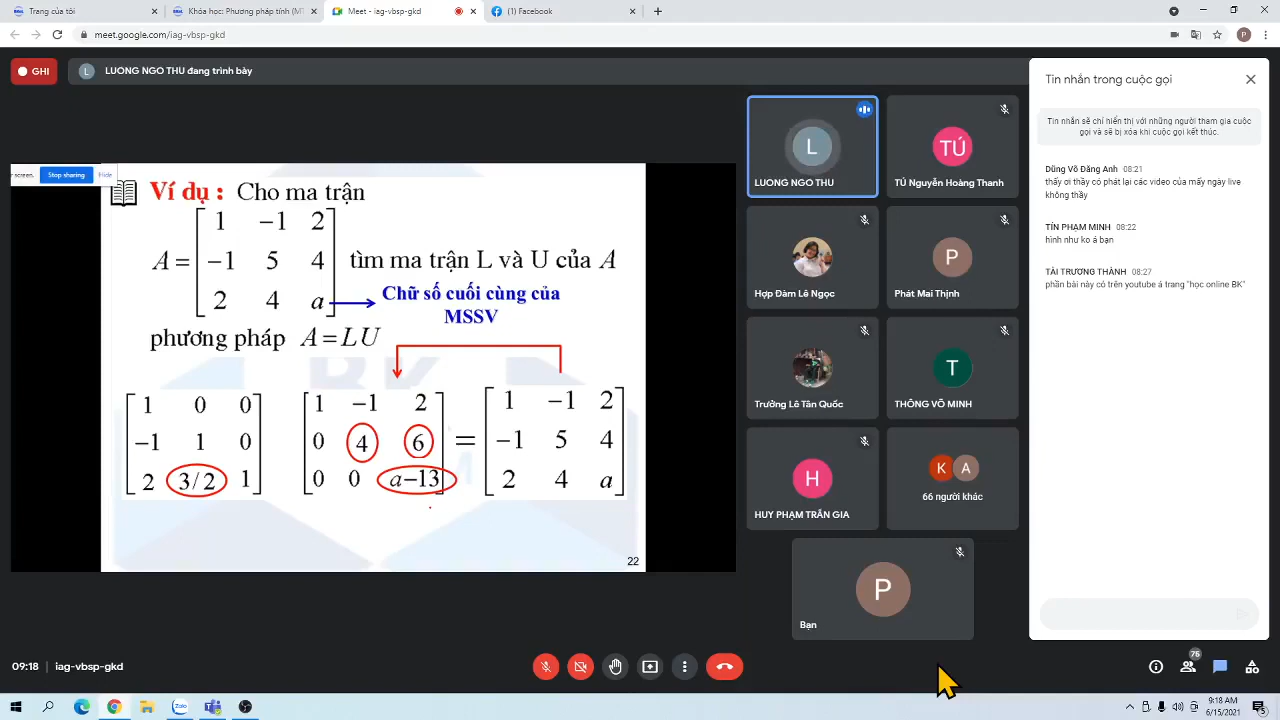 Trang của tôi
Khóa học: Phương pháp tính (MT
Meet - iag-vbsp-gkd
(1) Facebook
meet.google.com/iag-vbsp-gkd
P
GHI
L
LUONG NGO THU đang trình bày
r screen.
Stop sharing
Hide
Ví dụ : Cho ma trận
A = [1 −1 2
−1 5 4
2 4 a] tìm ma trận L và U của A
Chữ số cuối cùng của
MSSV
phương pháp A = LU
[1 0 0] [1 −1 2] = [1 −1 2]
[−1 1 0] [0 4 6] [−1 5 4]
[2 3/2 1] [0 0 a−13] [2 4 a]
22
L
LUONG NGO THU
TÚ
TÚ Nguyễn Hoàng Thanh
Hợp Đàm Lê Ngọc
P
Phát Mai Thịnh
Trưởng Lê Tân Quốc
T
THÔNG VÕ MINH
H
HUY PHẠM TRẦN GIA
K A
66 người khác
P
Bạn
Tin nhắn trong cuộc gọi
Tin nhắn sẽ chỉ hiển thị với những người tham gia cuộc
gọi và sẽ bị xóa khi cuộc gọi kết thúc.
Dũng Võ Đăng Anh 08:21
thấy ơi thầy có phát lại các video của mấy ngày live
không thầy
TÍN PHẠM MINH 08:22
hình như ko á bạn
TÀI TRƯƠNG THÀNH 08:27
phần bài này có trên youtube á trang "học online BK"
09:18 | iag-vbsp-gkd
75
Zalo
9:18 AM
6/15/2021
5